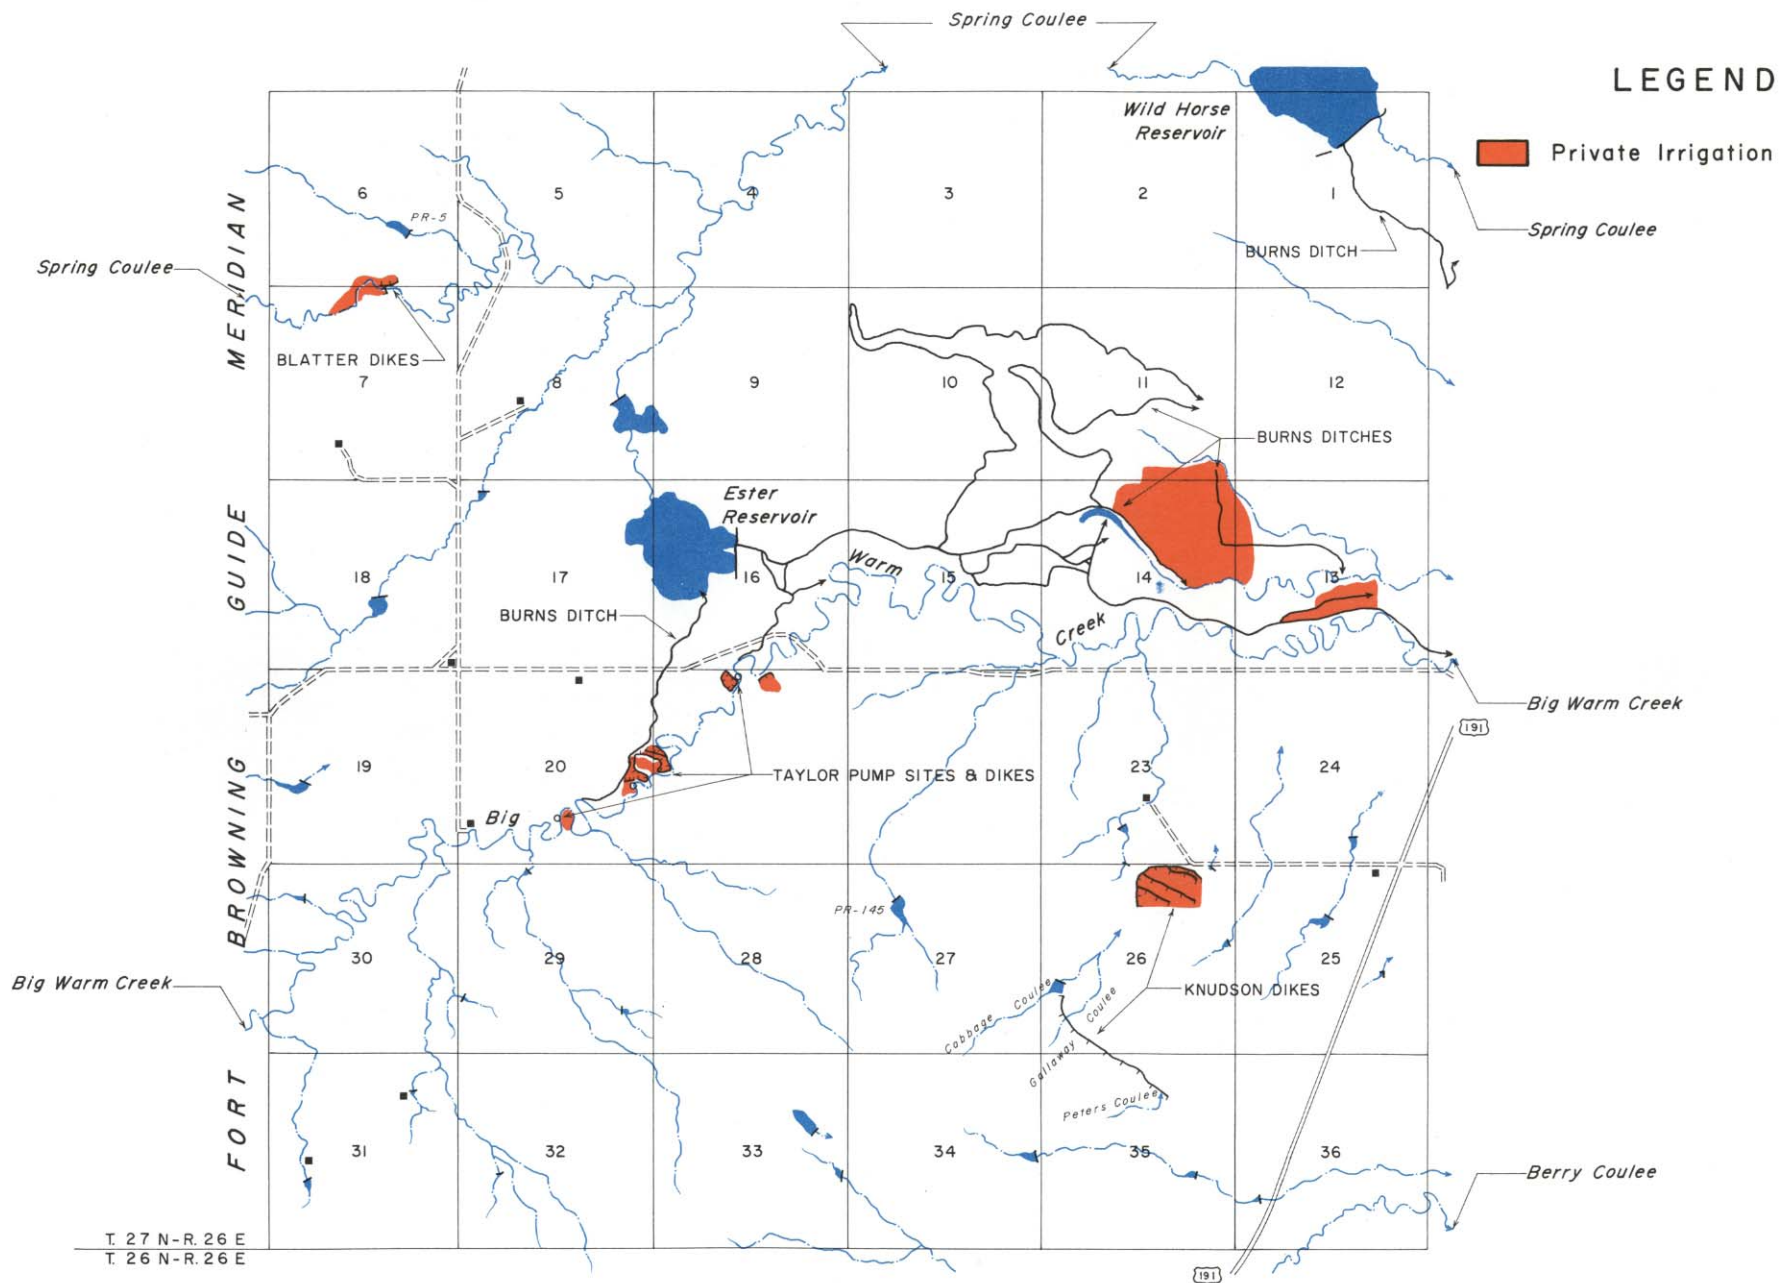 Spring Coulee
LEGEND
Private Irrigation
Wild Horse
Reservoir
6
5
4
3
2
1
PR-5
Spring Coulee
BURNS DITCH
Spring Coulee
BLATTER DIKES
7
8
9
10
11
12
BURNS DITCHES
Ester
Reservoir
Warm
18
17
16
15
14
13
BURNS DITCH
Creek
Big Warm Creek
191
19
20
TAYLOR PUMP SITES & DIKES
23
24
Big
PR-145
30
29
28
27
26
25
Big Warm Creek
KNUDSON DIKES
Cabbage Coulee
Gallaway Coulee
Peters Coulee
31
32
33
34
35
36
Berry Coulee
FORT BROWNING GUIDE MERIDIAN
T. 27 N-R. 26 E
T. 26 N-R. 26 E
191